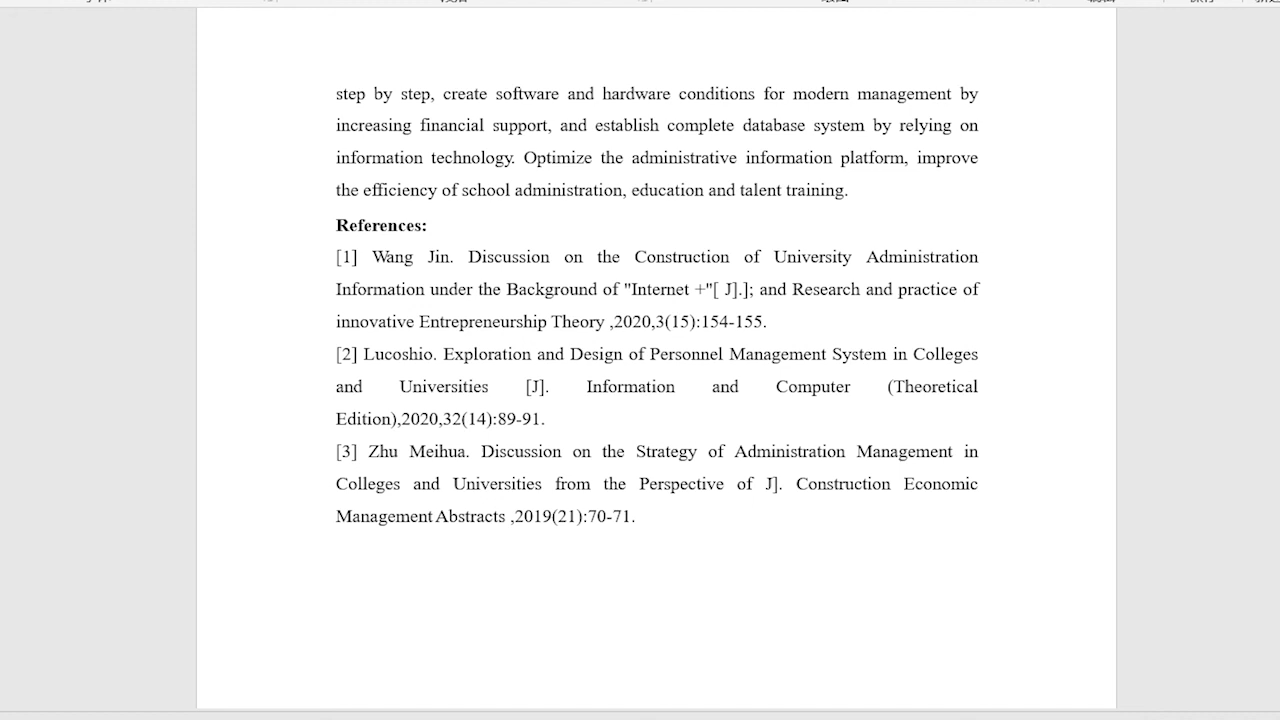 step by step, create software and hardware conditions for modern management by
increasing financial support, and establish complete database system by relying on
information technology. Optimize the administrative information platform, improve
the efficiency of school administration, education and talent training.
References:
[1] Wang Jin. Discussion on the Construction of University Administration
Information under the Background of "Internet +"[ J].]; and Research and practice of
innovative Entrepreneurship Theory ,2020,3(15):154-155.
[2] Lucoshio. Exploration and Design of Personnel Management System in Colleges
and Universities [J]. Information and Computer (Theoretical
Edition),2020,32(14):89-91.
[3] Zhu Meihua. Discussion on the Strategy of Administration Management in
Colleges and Universities from the Perspective of J]. Construction Economic
Management Abstracts ,2019(21):70-71.